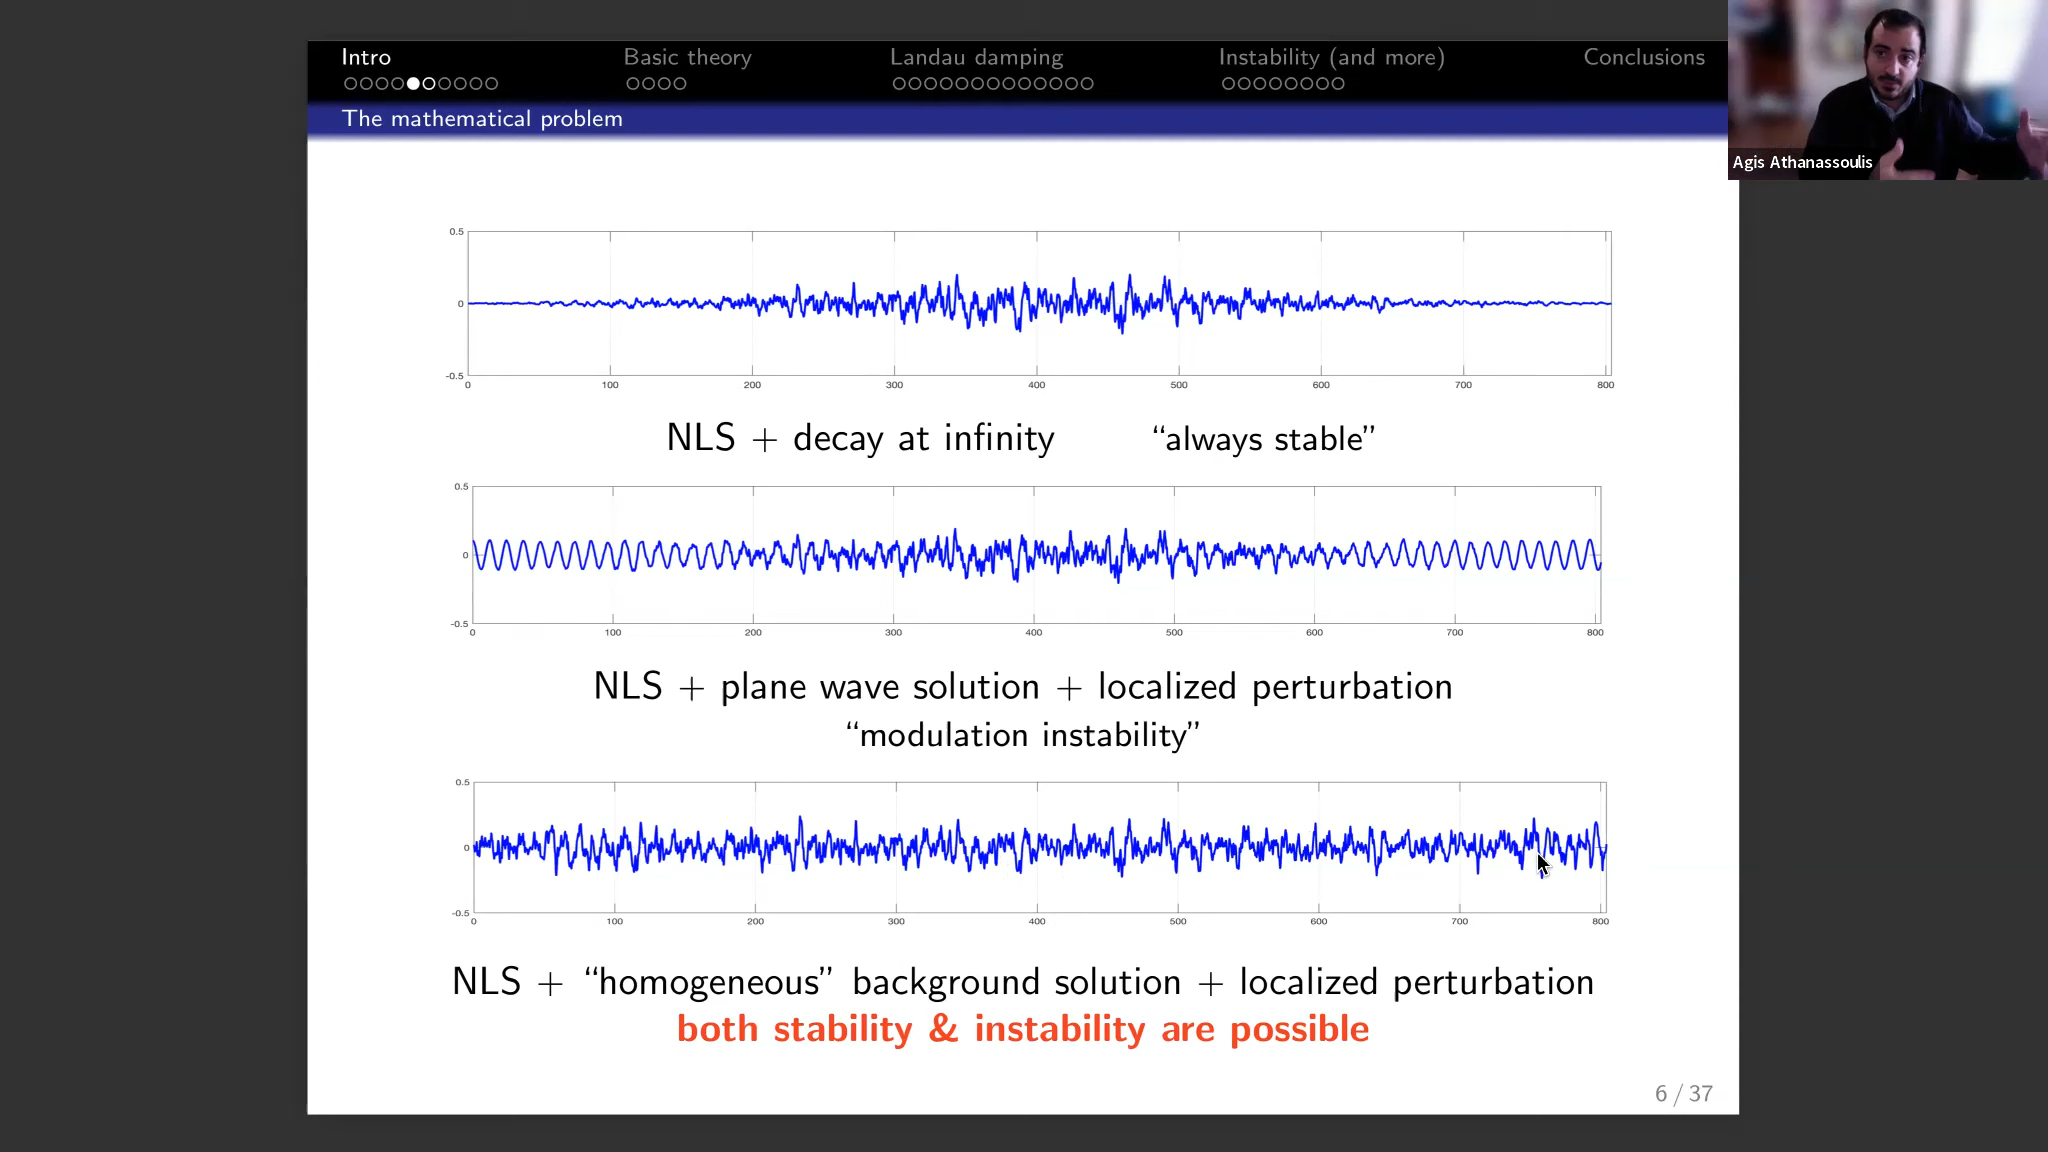 Intro Basic theory Landau damping Instability (and more) Conclusions
The mathematical problem
Agis Athanassoulis
0.5
0
-0.5
0 100 200 300 400 500 600 700 800
NLS + decay at infinity “always stable”
0.5
0
-0.5
0 100 200 300 400 500 600 700 800
NLS + plane wave solution + localized perturbation
“modulation instability”
0.5
0
-0.5
0 100 200 300 400 500 600 700 800
NLS + “homogeneous” background solution + localized perturbation
both stability & instability are possible
6 / 37